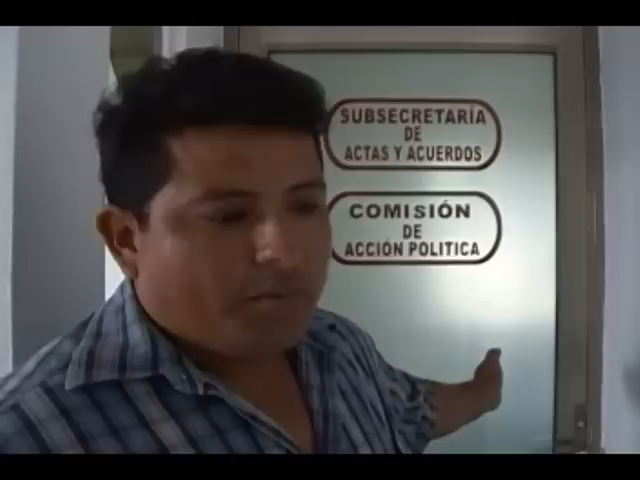 SUBSECRETARÍA
DE
ACTAS Y ACUERDOS
COMISIÓN
DE
ACCIÓN POLITICA